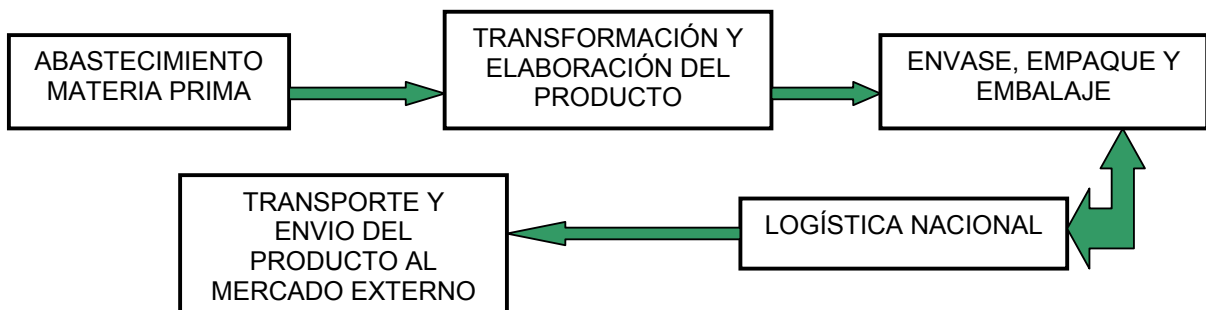 ABASTECIMIENTO
MATERIA PRIMA
TRANSFORMACIÓN Y
ELABORACIÓN DEL
PRODUCTO
ENVASE, EMPAQUE Y
EMBALAJE
LOGÍSTICA NACIONAL
TRANSPORTE Y
ENVIO DEL
PRODUCTO AL
MERCADO EXTERNO